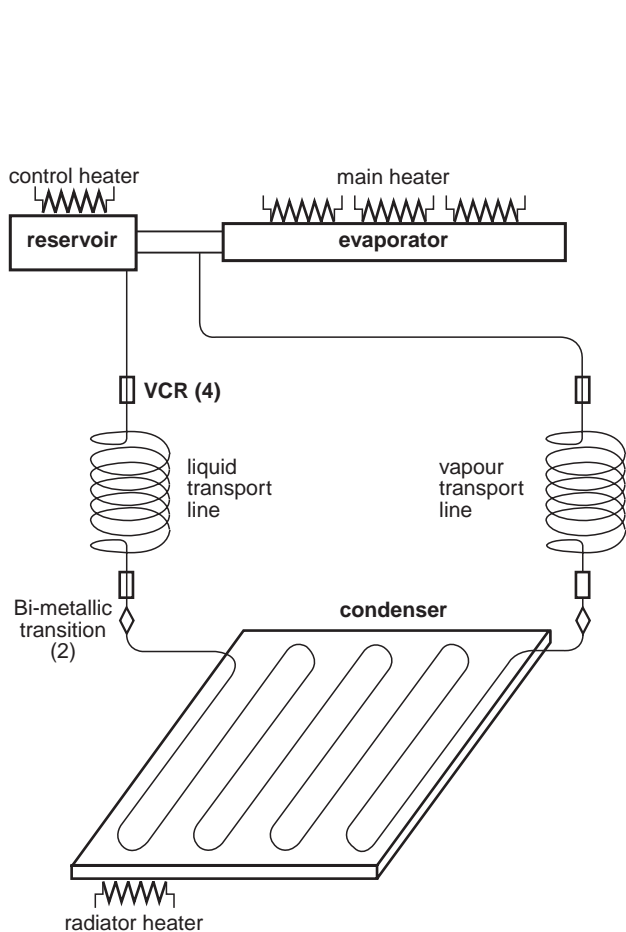 control heater
main heater
reservoir
evaporator
VCR (4)
liquid
transport
line
vapour
transport
line
Bi-metallic
transition
(2)
condenser
radiator heater